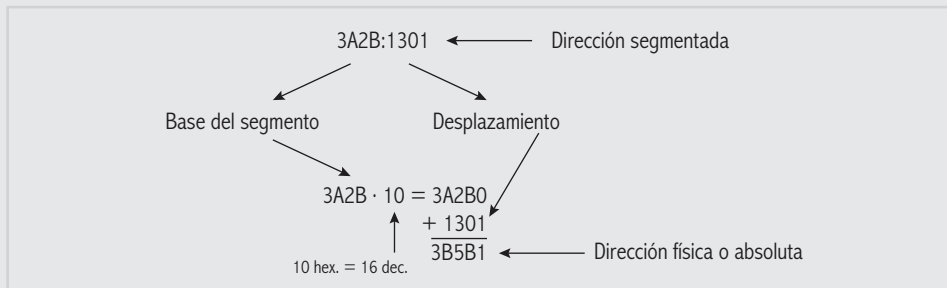 3A2B:1301 Dirección segmentada
Base del segmento Desplazamiento
3A2B · 10 = 3A2B0
+ 1301
3B5B1 Dirección física o absoluta
10 hex. = 16 dec.